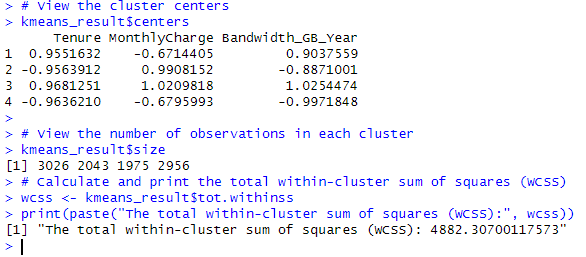 > # View the cluster centers
> kmeans_result$centers
Tenure MonthlyCharge Bandwidth_GB_Year
1 0.9551632 -0.6714405 0.9037559
2 -0.9563912 0.9908152 -0.8871001
3 0.9681251 1.0209818 1.0254474
4 -0.9636210 -0.6795993 -0.9971848
>
> # View the number of observations in each cluster
> kmeans_result$size
[1] 3026 2043 1975 2956
> # Calculate and print the total within-cluster sum of squares (WCSS)
> wcss <- kmeans_result$tot.withinss
> print(paste("The total within-cluster sum of squares (WCSS):", wcss))
[1] "The total within-cluster sum of squares (WCSS): 4882.30700117573"
>